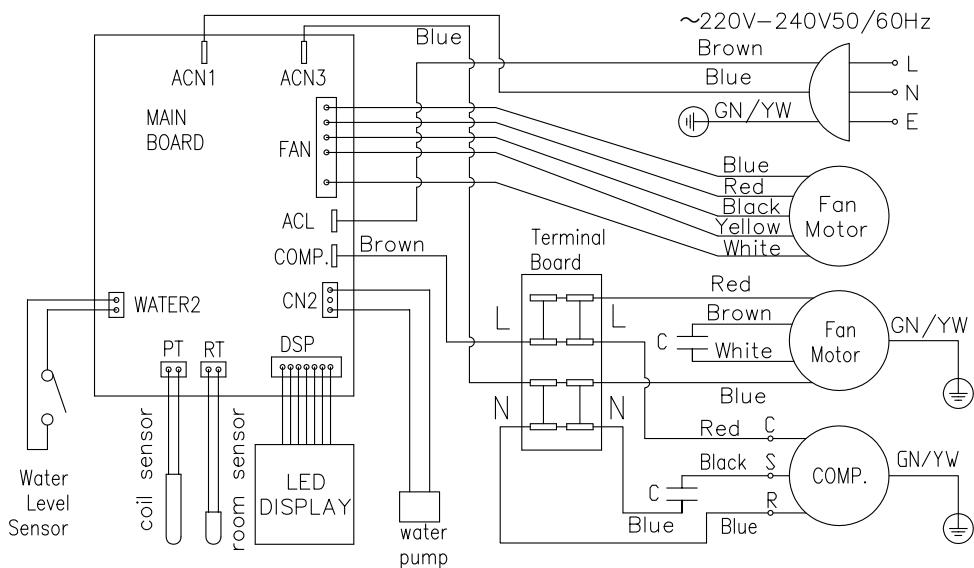 ~220V-240V50/60Hz
Blue
Brown
L
ACN1
ACN3
Blue
N
MAIN
BOARD
GN/YW
E
FAN
Blue
Red
Black
Yellow
White
Fan
Motor
ACL
COMP.
Brown
Terminal
Board
WATER2
CN2
L
L
Red
Brown
C
White
Fan
Motor
GN/YW
PT
RT
DSP
N
N
Blue
Red
C
Black
S
C
R
Blue
Blue
COMP.
GN/YW
Water
Level
Sensor
coil sensor
room sensor
LED
DISPLAY
water
pump